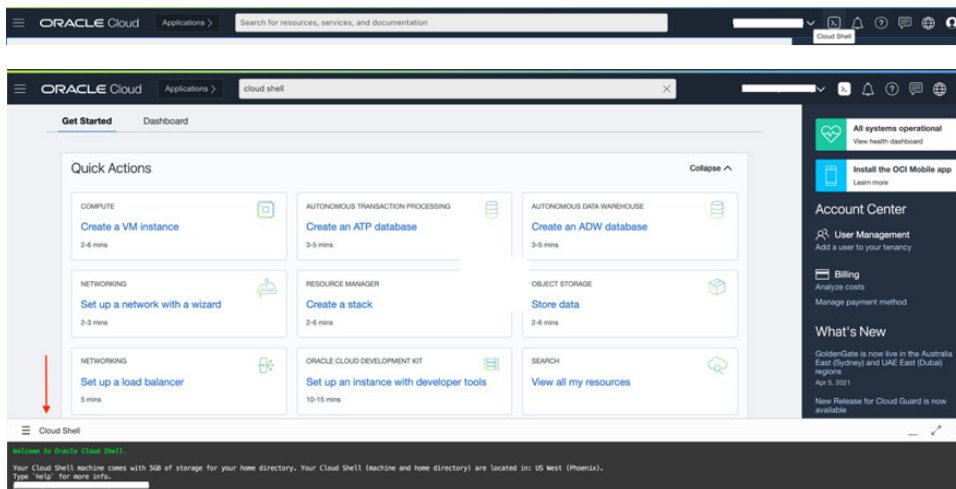 ORACLE Cloud
Applications >
Search for resources, services, and documentation
Cloud Shell
ORACLE Cloud
Applications >
cloud shell
Get Started
Dashboard
Quick Actions
Collapse
COMPUTE
Create a VM instance
2-6 mins
AUTONOMOUS TRANSACTION PROCESSING
Create an ATP database
3-5 mins
AUTONOMOUS DATA WAREHOUSE
Create an ADW database
3-5 mins
NETWORKING
Set up a network with a wizard
2-3 mins
RESOURCE MANAGER
Create a stack
2-6 mins
OBJECT STORAGE
Store data
2-6 mins
NETWORKING
Set up a load balancer
5 mins
ORACLE CLOUD DEVELOPMENT KIT
Set up an instance with developer tools
10-15 mins
SEARCH
View all my resources
All systems operational
View health dashboard
Install the OCI Mobile app
Learn more
Account Center
User Management
Add a user to your tenancy
Billing
Analyze costs
Manage payment method
What's New
GoldenGate is now live in the Australia
East (Sydney) and UAE East (Dubai)
regions
Apr 5, 2021
New Release for Cloud Guard is now
available
Cloud Shell
Welcome to Oracle Cloud Shell.
Your Cloud Shell machine comes with 5GB of storage for your home directory. Your Cloud Shell (machine and home directory) are located in: US West (Phoenix).
Type `help` for more info.